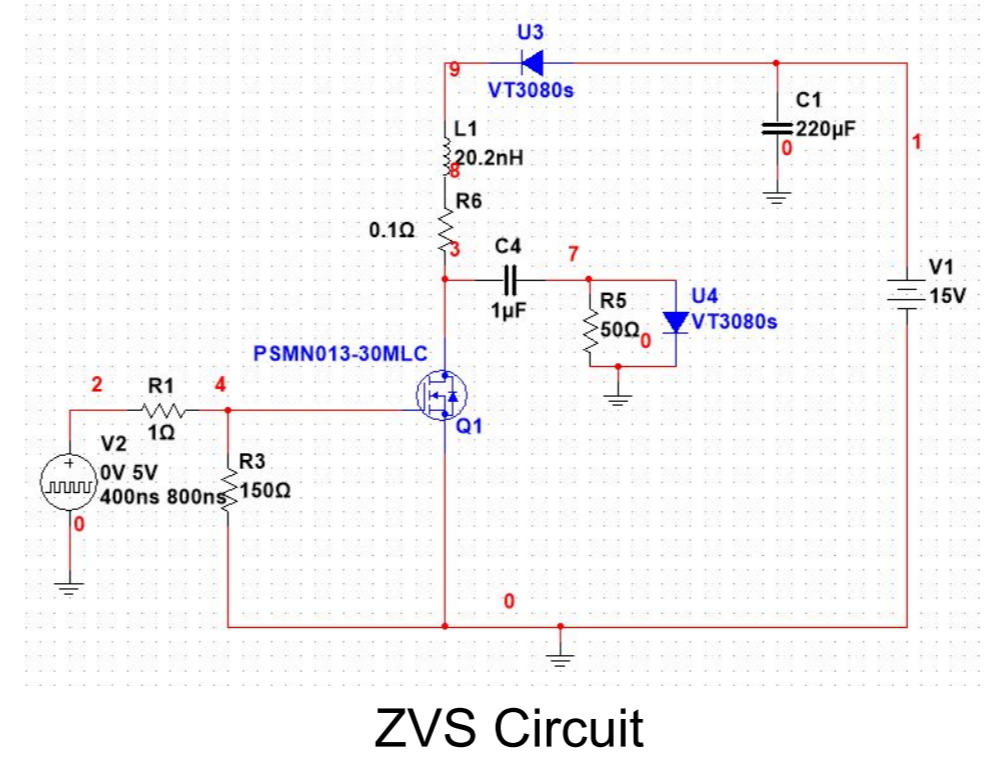 U3
9
VT3080s
C1
220µF
0
1
L1
20.2nH
8
R6
0.1Ω
3
C4
7
1µF
R5
50Ω
0
U4
VT3080s
V1
15V
PSMN013-30MLC
Q1
2
R1
4
1Ω
V2
0V 5V
400ns 800ns
R3
150Ω
0
0
ZVS Circuit